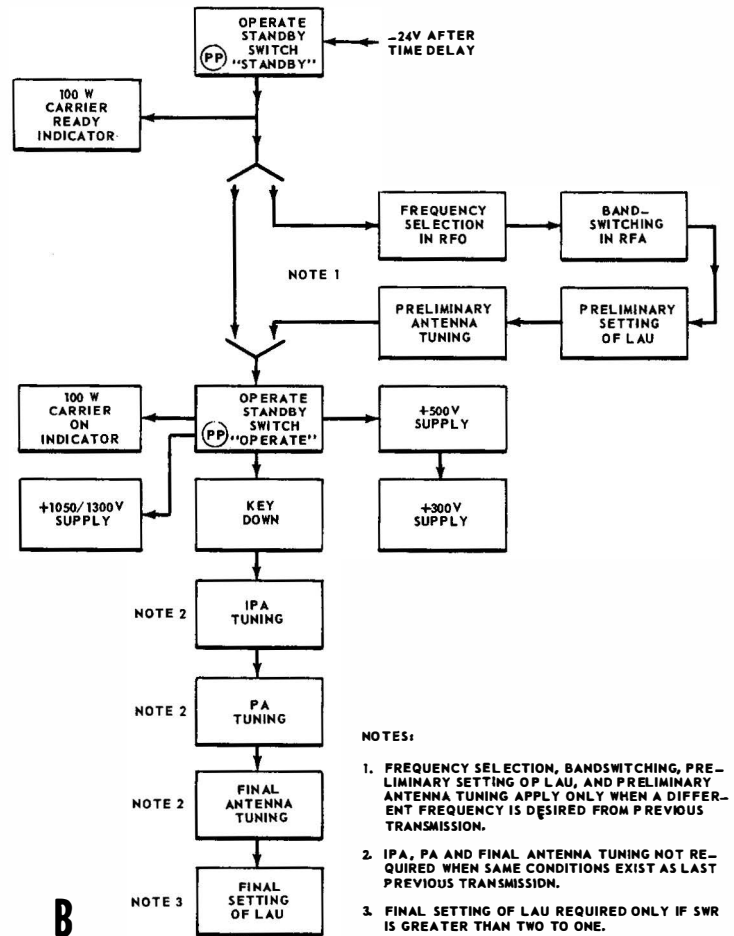 OPERATE
STANDBY
SWITCH
PP "STANDBY"
-24V AFTER
TIME DELAY
100 W
CARRIER
READY
INDICATOR
FREQUENCY
SELECTION
IN RFO
BAND-
SWITCHING
IN RFA
NOTE 1
PRELIMINARY
ANTENNA
TUNING
PRELIMINARY
SETTING
OF LAU
100 W
CARRIER
ON
INDICATOR
OPERATE
STANDBY
SWITCH
PP "OPERATE"
+500V
SUPPLY
+1050/1300V
SUPPLY
KEY
DOWN
+300V
SUPPLY
NOTE 2
IPA
TUNING
NOTE 2
PA
TUNING
NOTE 2
FINAL
ANTENNA
TUNING
NOTE 3
FINAL
SETTING
OF LAU
NOTES:
1. FREQUENCY SELECTION, BANDSWITCHING, PRE-
LIMINARY SETTING OP LAU, AND PRELIMINARY
ANTENNA TUNING APPLY ONLY WHEN A DIFFER-
ENT FREQUENCY IS DESIRED FROM PREVIOUS
TRANSMISSION.
2. IPA, PA AND FINAL ANTENNA TUNING NOT RE-
QUIRED WHEN SAME CONDITIONS EXIST AS LAST
PREVIOUS TRANSMISSION.
3. FINAL SETTING OF LAU REQUIRED ONLY IF SWR
IS GREATER THAN TWO TO ONE.
B